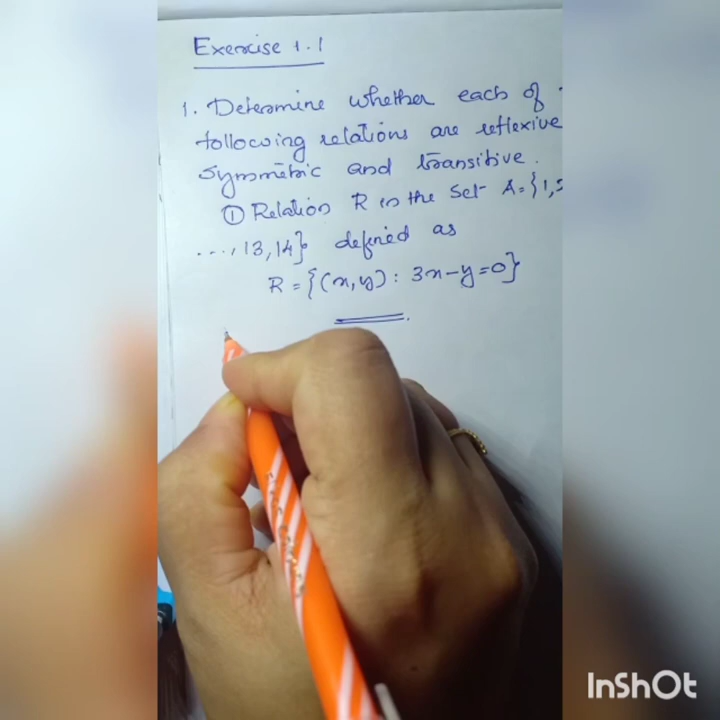 Exercise 1.1
1. Determine whether each of
following relations are reflexive
symmetric and transitive.
① Relation R in the set A={1,
...,13,14} defined as
R = {(x,y) : 3x-y=0}
InShOt